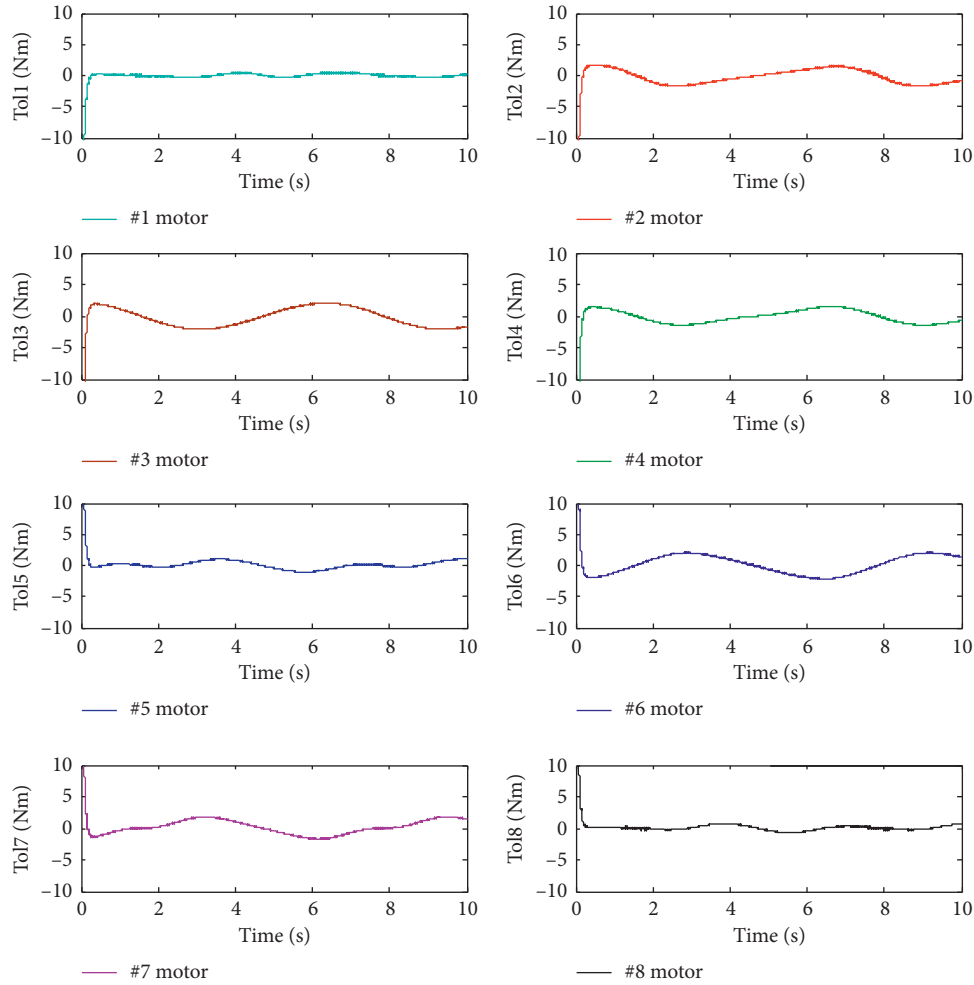 10
5
0
−5
−10
Tol1 (Nm)
0 2 4 6 8 10
Time (s)
#1 motor
10
5
0
−5
−10
Tol2 (Nm)
0 2 4 6 8 10
Time (s)
#2 motor
10
5
0
−5
−10
Tol3 (Nm)
0 2 4 6 8 10
Time (s)
#3 motor
10
5
0
−5
−10
Tol4 (Nm)
0 2 4 6 8 10
Time (s)
#4 motor
10
5
0
−5
−10
Tol5 (Nm)
0 2 4 6 8 10
Time (s)
#5 motor
10
5
0
−5
−10
Tol6 (Nm)
0 2 4 6 8 10
Time (s)
#6 motor
10
5
0
−5
−10
Tol7 (Nm)
0 2 4 6 8 10
Time (s)
#7 motor
10
5
0
−5
−10
Tol8 (Nm)
0 2 4 6 8 10
Time (s)
#8 motor